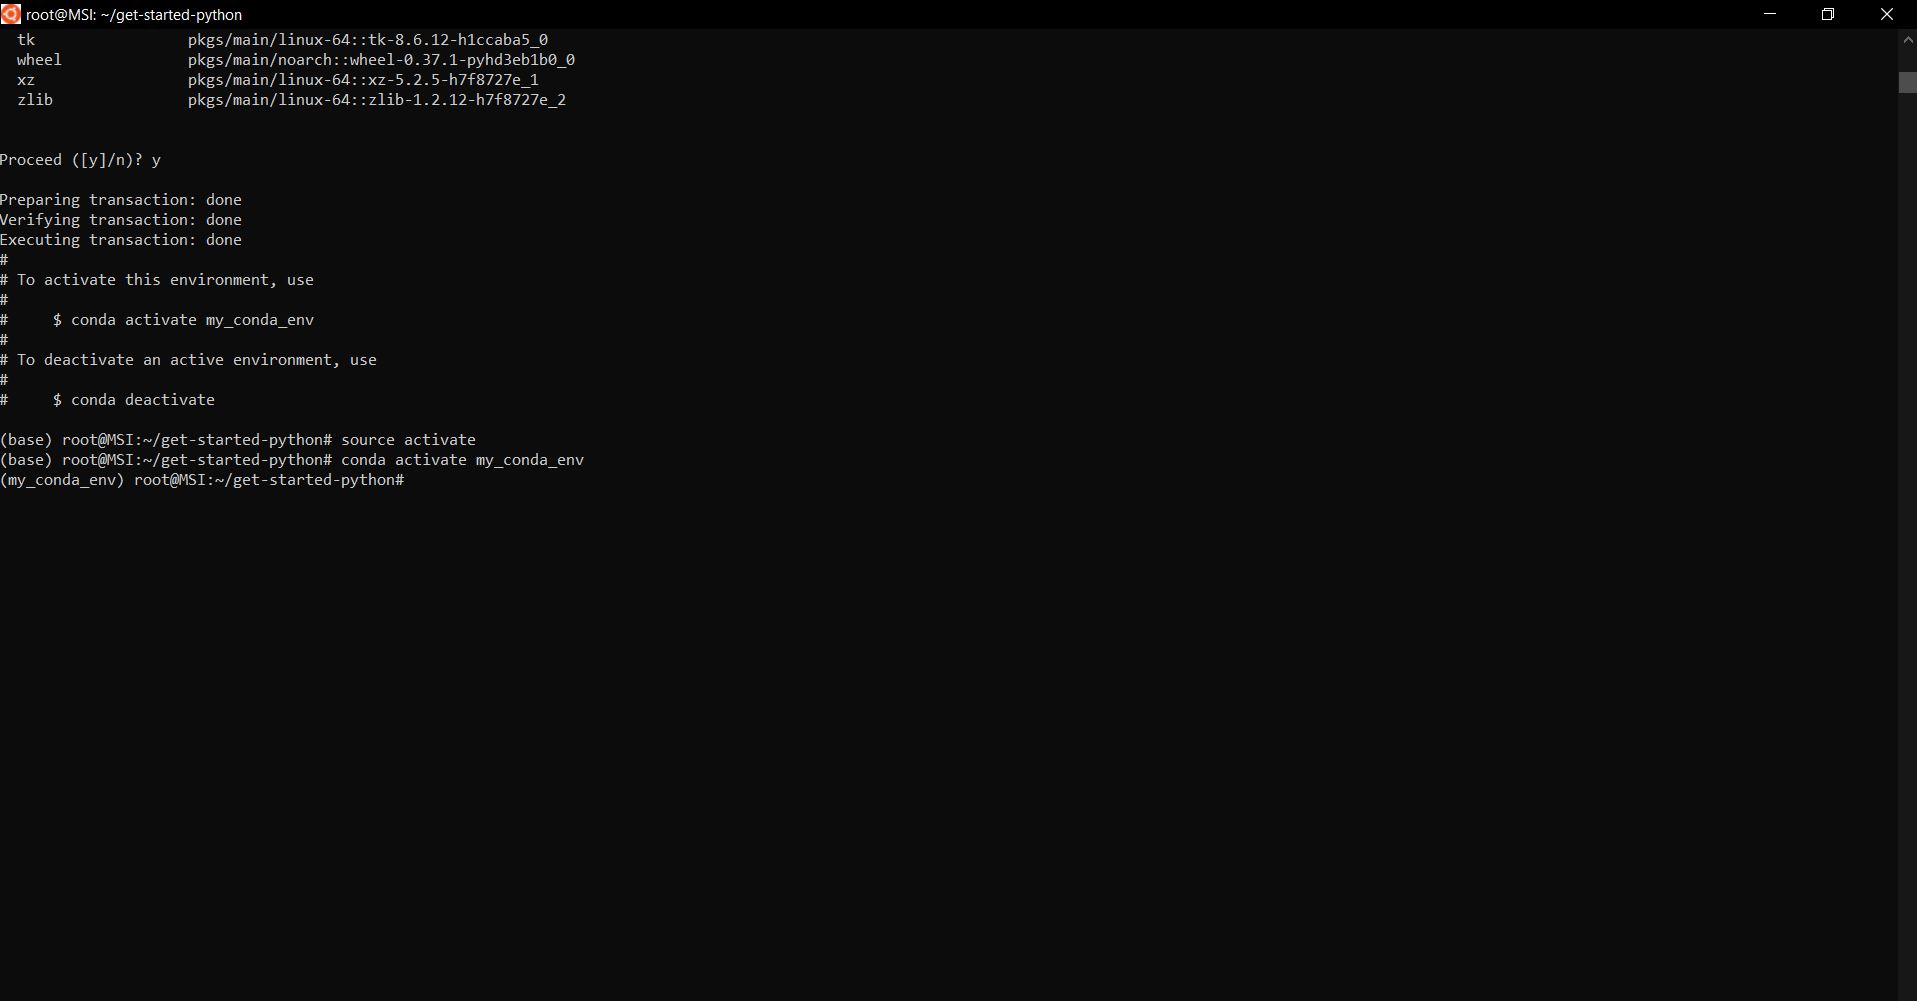 root@MSI: ~/get-started-python
tk                 pkgs/main/linux-64::tk-8.6.12-h1ccaba5_0
wheel              pkgs/main/noarch::wheel-0.37.1-pyhd3eb1b0_0
xz                 pkgs/main/linux-64::xz-5.2.5-h7f8727e_1
zlib               pkgs/main/linux-64::zlib-1.2.12-h7f8727e_2
Proceed ([y]/n)? y
Preparing transaction: done
Verifying transaction: done
Executing transaction: done
#
# To activate this environment, use
#
#     $ conda activate my_conda_env
#
# To deactivate an active environment, use
#
#     $ conda deactivate
(base) root@MSI:~/get-started-python# source activate
(base) root@MSI:~/get-started-python# conda activate my_conda_env
(my_conda_env) root@MSI:~/get-started-python#